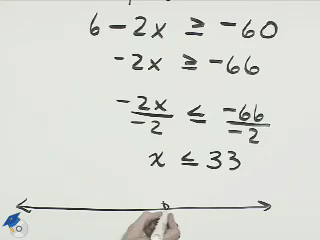 6 - 2x ≥ -60
-2x ≥ -66
-2x/-2 ≤ -66/-2
x ≤ 33